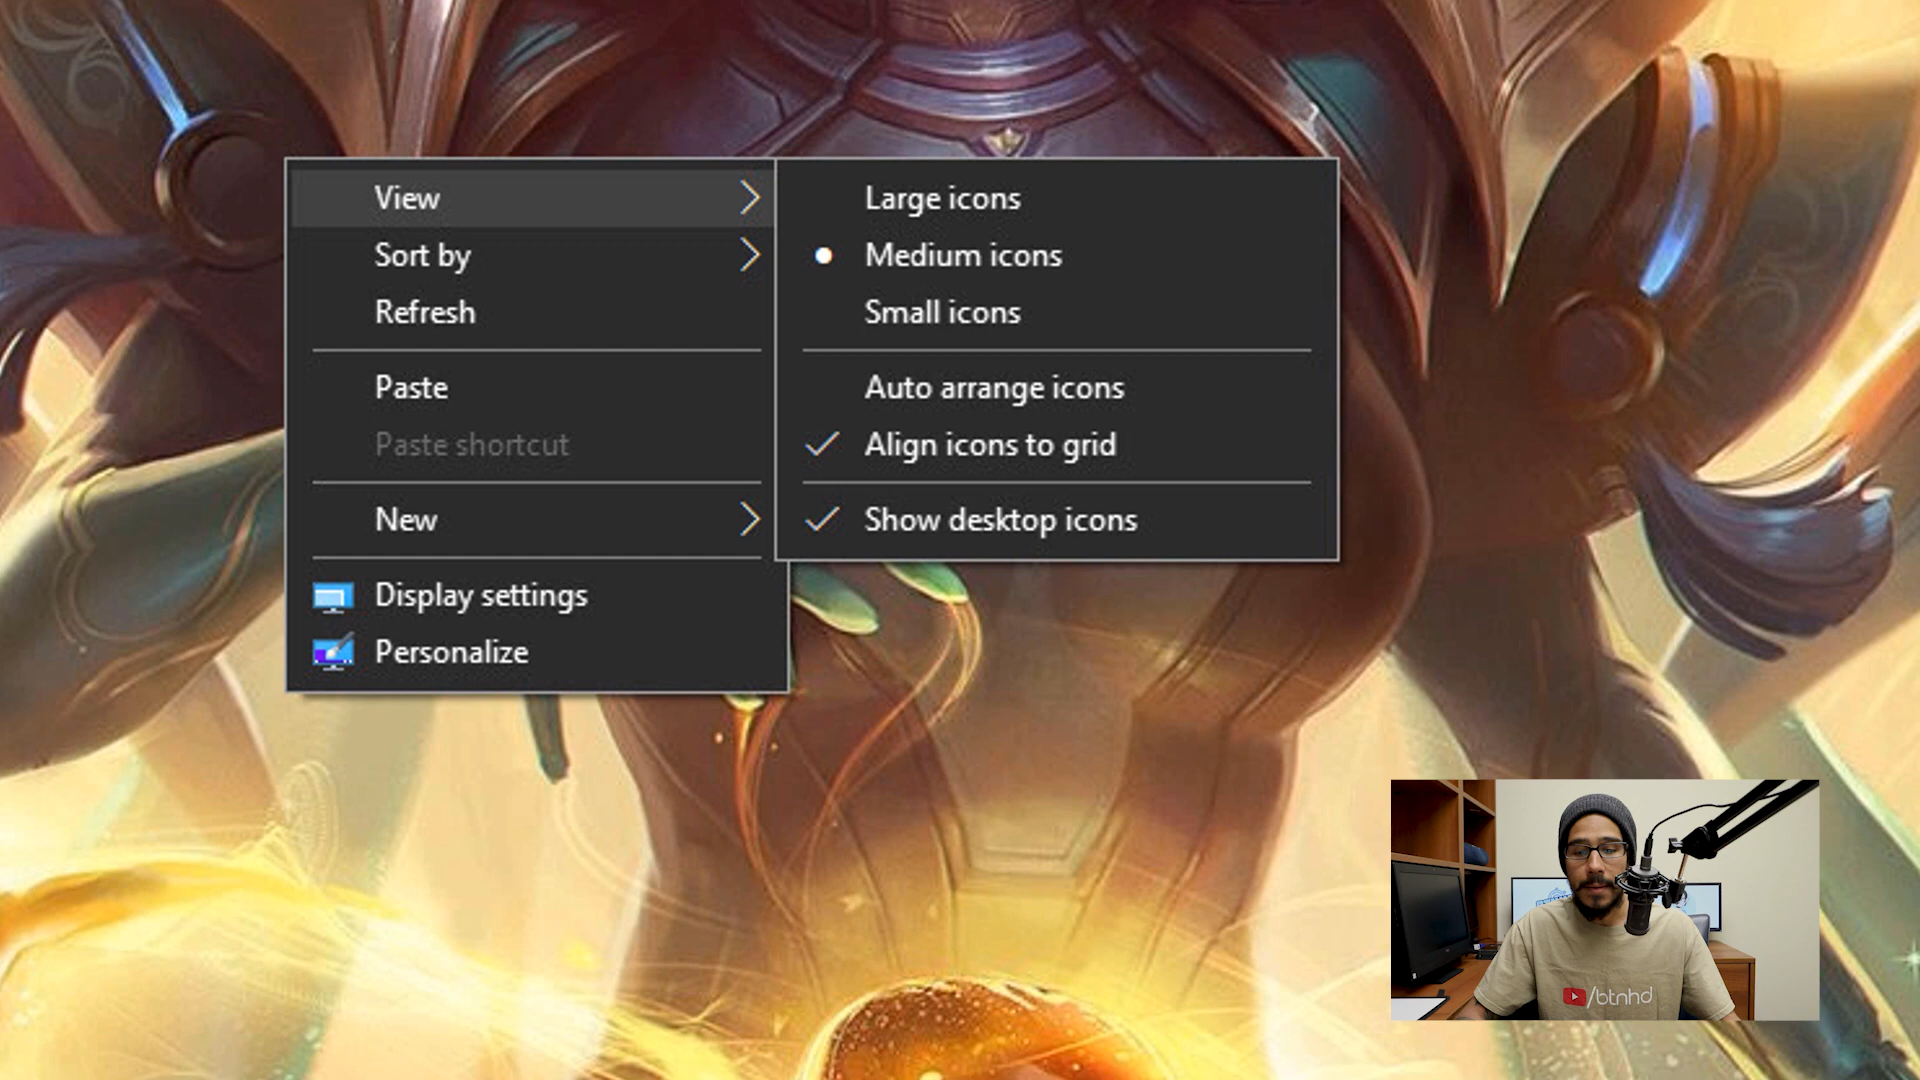 View
Sort by
Refresh
Paste
Paste shortcut
New
Display settings
Personalize
Large icons
Medium icons
Small icons
Auto arrange icons
Align icons to grid
Show desktop icons
/btnhd